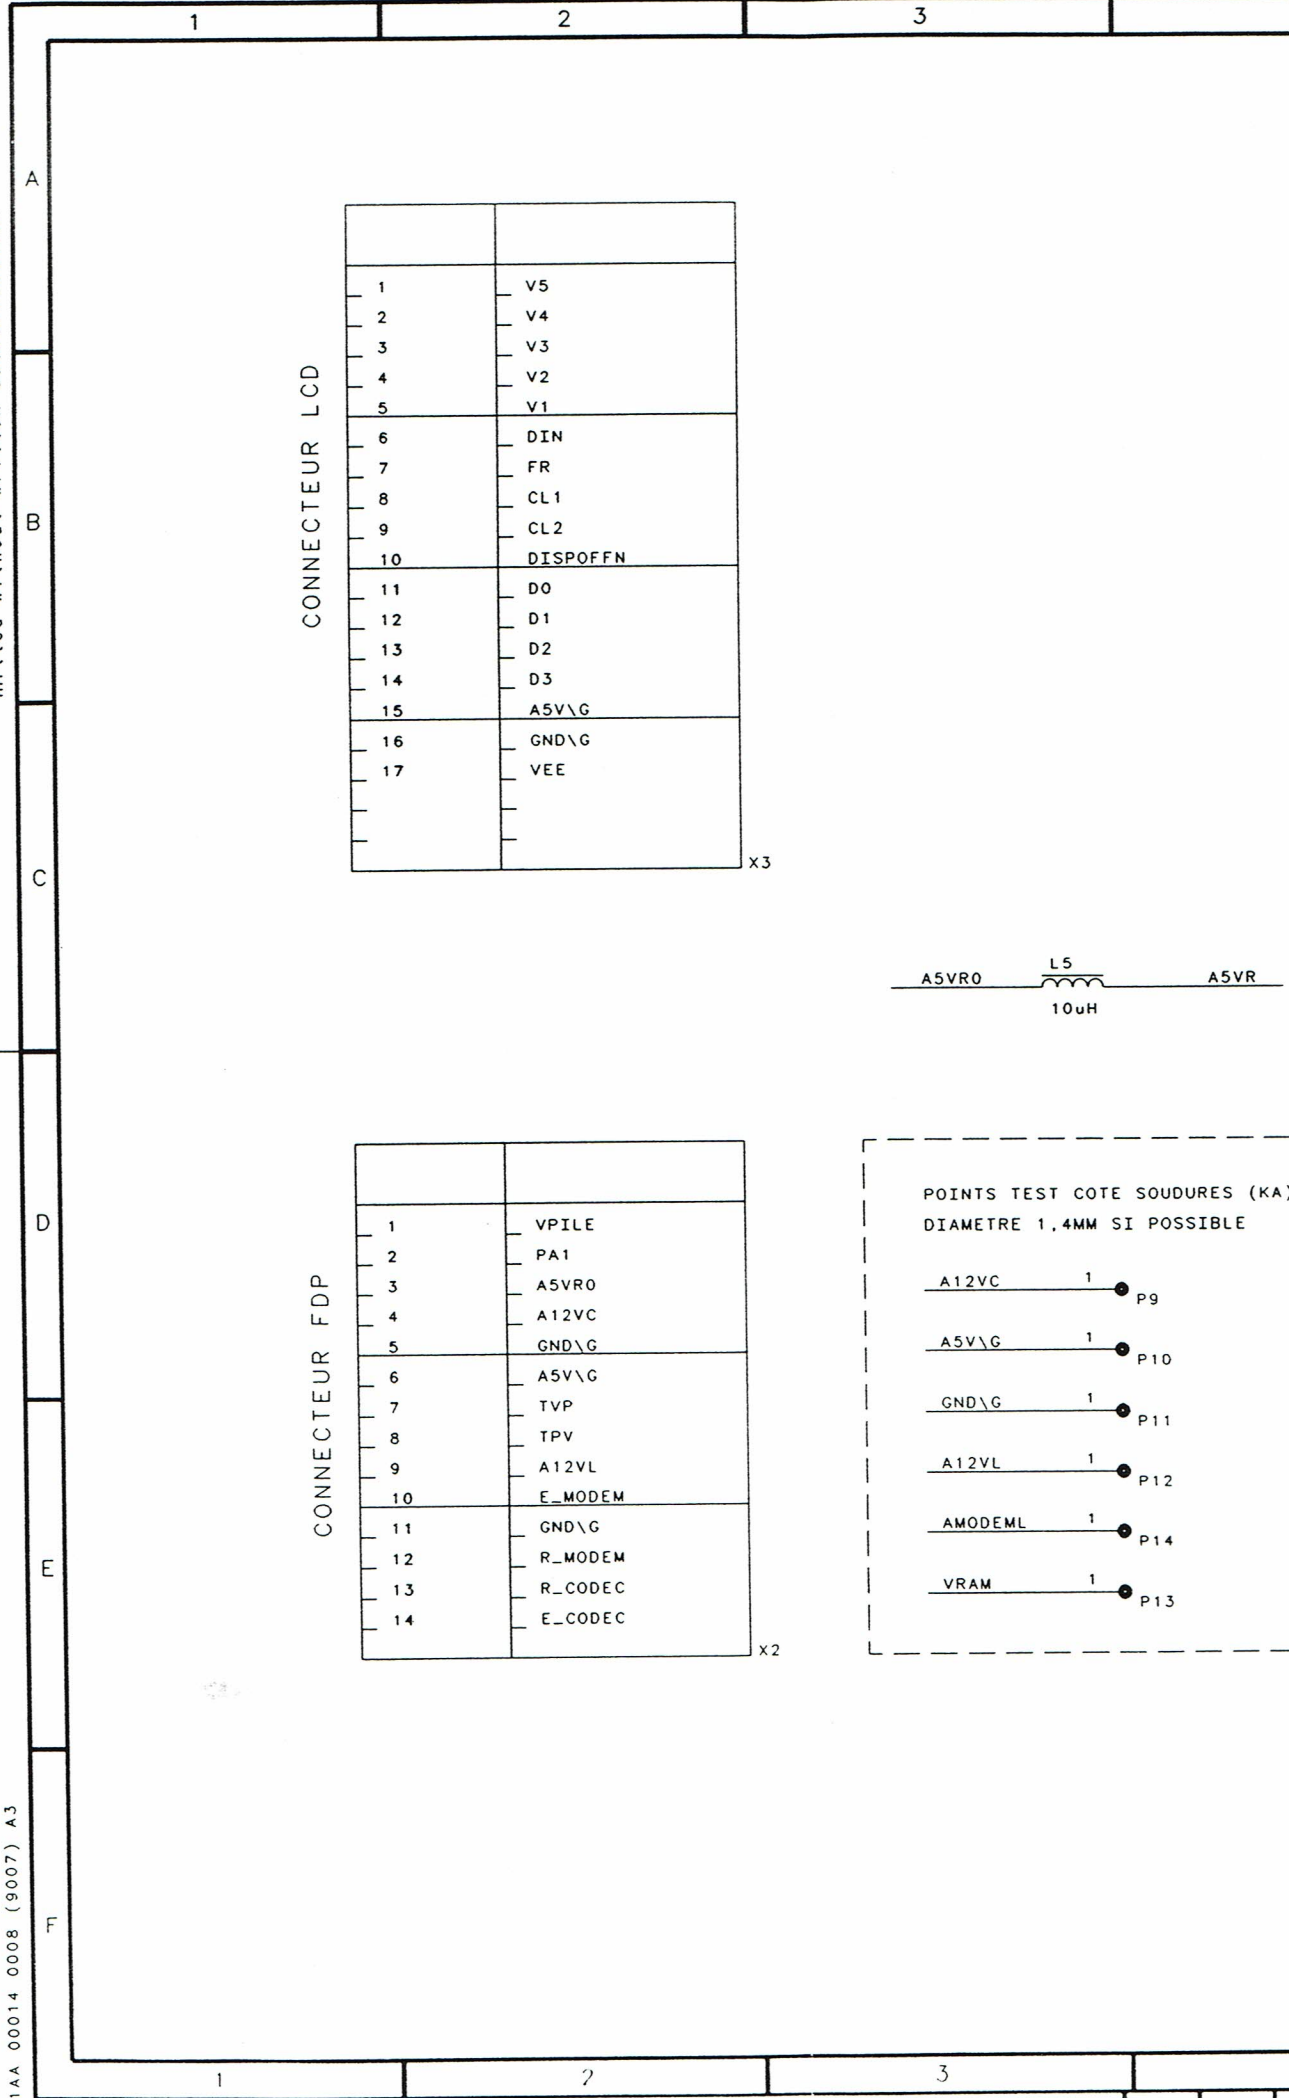 1 2 3
A
B
C
D
E
F
CONNECTEUR LCD
1 V5
2 V4
3 V3
4 V2
5 V1
6 DIN
7 FR
8 CL1
9 CL2
10 DISPOFFN
11 D0
12 D1
13 D2
14 D3
15 A5V\G
16 GND\G
17 VEE
X3
L5
A5VR0 A5VR
10uH
CONNECTEUR FDP
1 VPILE
2 PA1
3 A5VR0
4 A12VC
5 GND\G
6 A5V\G
7 TVP
8 TPV
9 A12VL
10 E_MODEM
11 GND\G
12 R_MODEM
13 R_CODEC
14 E_CODEC
X2
POINTS TEST COTE SOUDURES (KA)
DIAMETRE 1,4MM SI POSSIBLE
A12VC 1 P9
A5V\G 1 P10
GND\G 1 P11
A12VL 1 P12
AMODEML 1 P14
VRAM 1 P13
1AA 00014 0008 (9007) A3
1 2 3